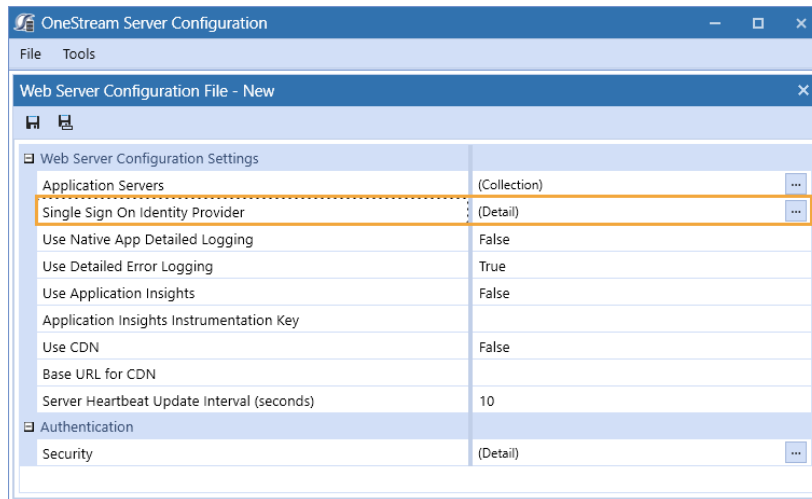 OneStream Server Configuration
File Tools
Web Server Configuration File - New
Web Server Configuration Settings
Application Servers (Collection) ...
Single Sign On Identity Provider (Detail) ...
Use Native App Detailed Logging False
Use Detailed Error Logging True
Use Application Insights False
Application Insights Instrumentation Key
Use CDN False
Base URL for CDN
Server Heartbeat Update Interval (seconds) 10
Authentication
Security (Detail) ...